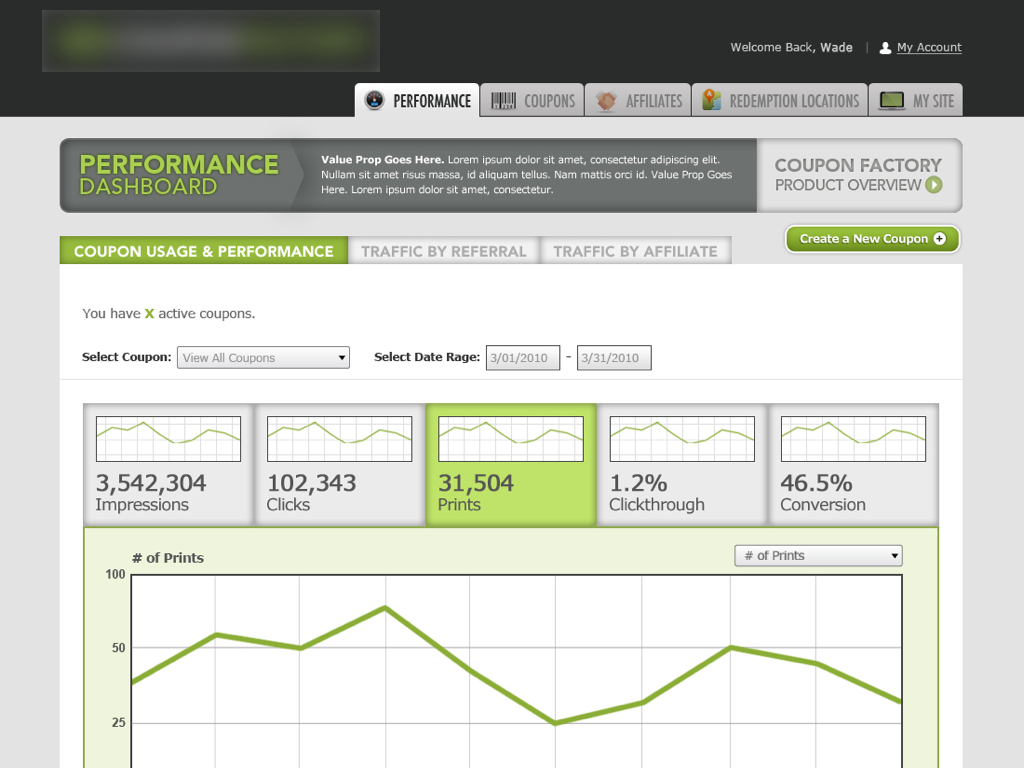 Welcome Back, Wade | My Account
PERFORMANCE COUPONS AFFILIATES REDEMPTION LOCATIONS MY SITE
PERFORMANCE
DASHBOARD
Value Prop Goes Here. Lorem ipsum dolor sit amet, consectetur adipiscing elit.
Nullam sit amet risus massa, id aliquam tellus. Nam mattis orci id. Value Prop Goes
Here. Lorem ipsum dolor sit amet, consectetur.
COUPON FACTORY
PRODUCT OVERVIEW
Create a New Coupon
COUPON USAGE & PERFORMANCE TRAFFIC BY REFERRAL TRAFFIC BY AFFILIATE
You have X active coupons.
Select Coupon: View All Coupons Select Date Rage: 3/01/2010 - 3/31/2010
3,542,304 102,343 31,504 1.2% 46.5%
Impressions Clicks Prints Clickthrough Conversion
# of Prints # of Prints
100
50
25